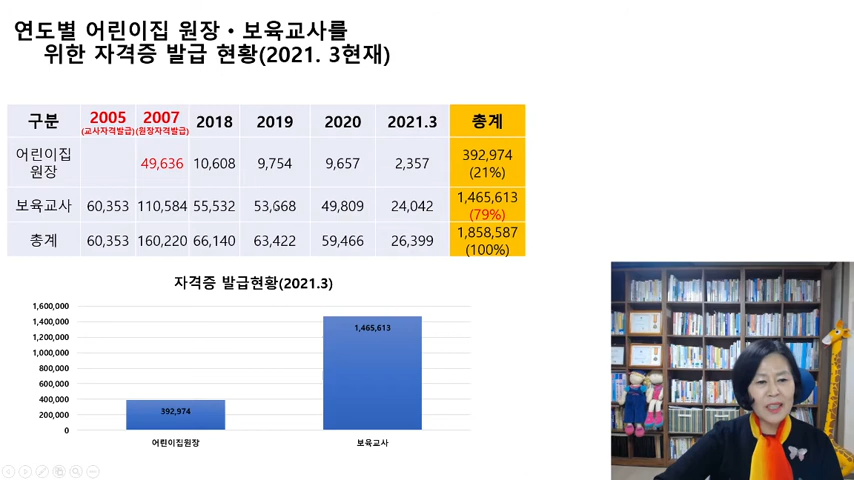 연도별 어린이집 원장·보육교사를
위한 자격증 발급 현황(2021. 3현재)
구분 2005 (교사자격발급) 2007 (원장자격발급) 2018 2019 2020 2021.3 총계
어린이집 원장 49,636 10,608 9,754 9,657 2,357 392,974 (21%)
보육교사 60,353 110,584 55,532 53,668 49,809 24,042 1,465,613 (79%)
총계 60,353 160,220 66,140 63,422 59,466 26,399 1,858,587 (100%)
자격증 발급현황(2021.3)
1,600,000
1,400,000
1,200,000
1,000,000
800,000
600,000
400,000
200,000
0
1,465,613
392,974
어린이집원장 보육교사